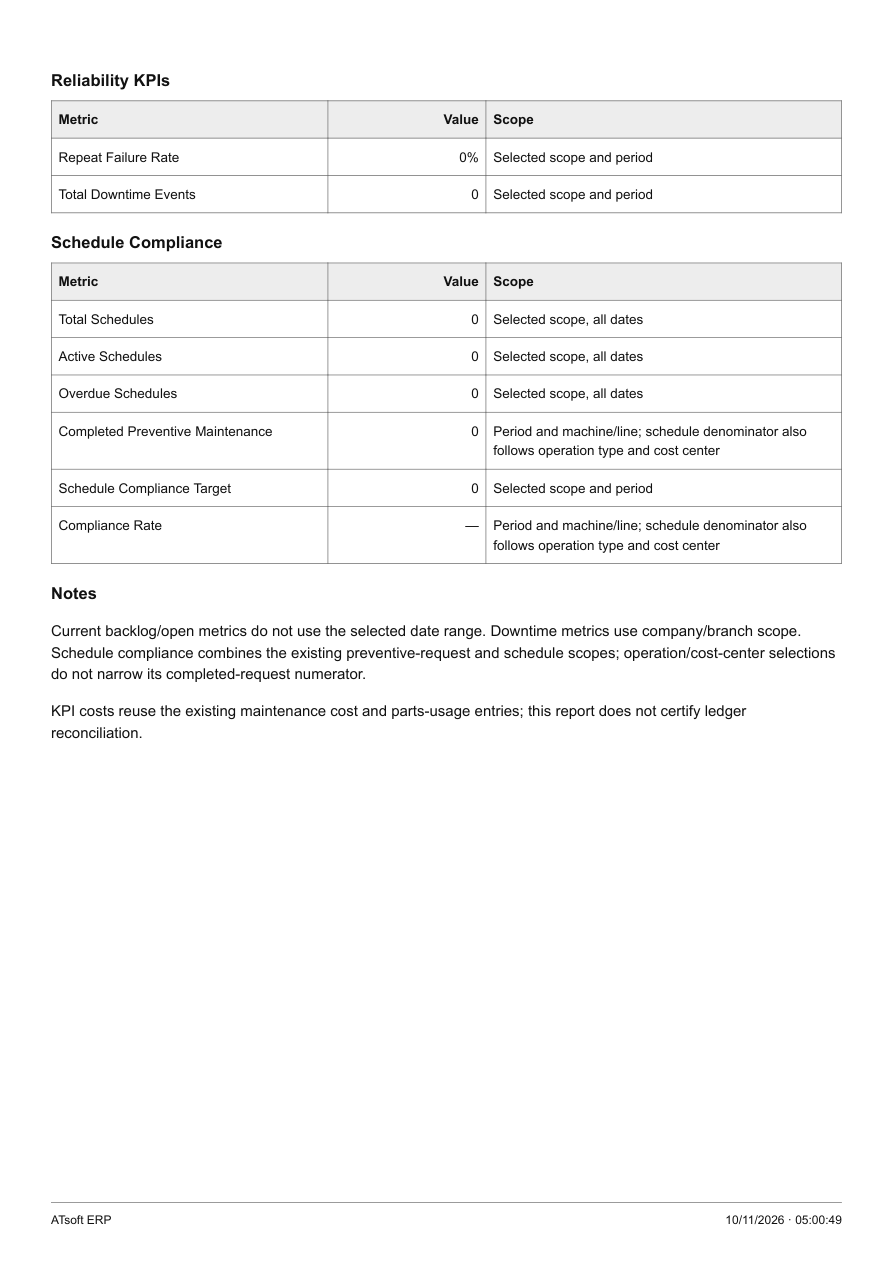 Reliability KPIs
Metric Value Scope
Repeat Failure Rate 0% Selected scope and period
Total Downtime Events 0 Selected scope and period
Schedule Compliance
Metric Value Scope
Total Schedules 0 Selected scope, all dates
Active Schedules 0 Selected scope, all dates
Overdue Schedules 0 Selected scope, all dates
Completed Preventive Maintenance 0 Period and machine/line; schedule denominator also
follows operation type and cost center
Schedule Compliance Target 0 Selected scope and period
Compliance Rate — Period and machine/line; schedule denominator also
follows operation type and cost center
Notes
Current backlog/open metrics do not use the selected date range. Downtime metrics use company/branch scope.
Schedule compliance combines the existing preventive-request and schedule scopes; operation/cost-center selections
do not narrow its completed-request numerator.
KPI costs reuse the existing maintenance cost and parts-usage entries; this report does not certify ledger
reconciliation.
ATsoft ERP 10/11/2026 · 05:00:49